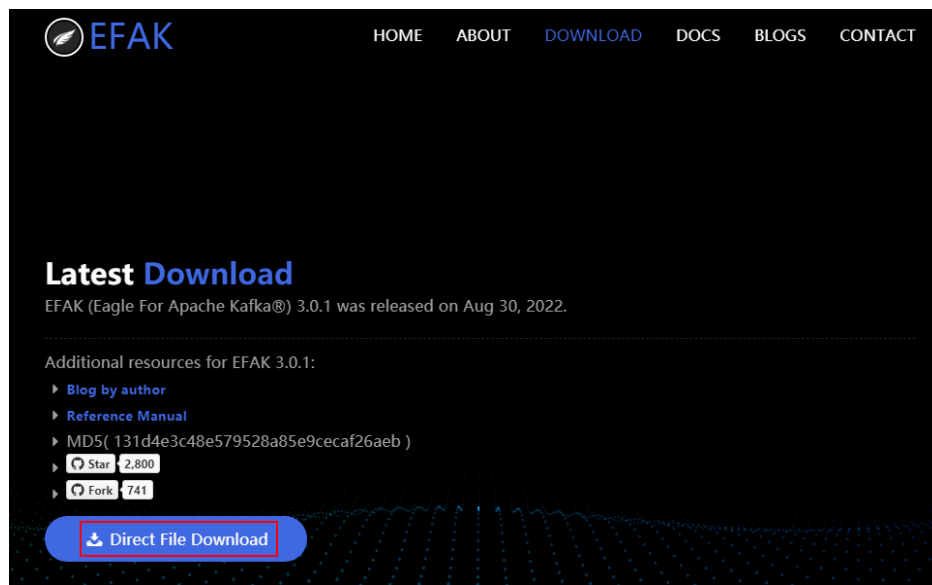 EFAK HOME ABOUT DOWNLOAD DOCS BLOGS CONTACT
Latest Download
EFAK (Eagle For Apache Kafka®) 3.0.1 was released on Aug 30, 2022.
Additional resources for EFAK 3.0.1:
Blog by author
Reference Manual
MD5( 131d4e3c48e579528a85e9cecaf26aeb )
Star 2,800
Fork 741
Direct File Download